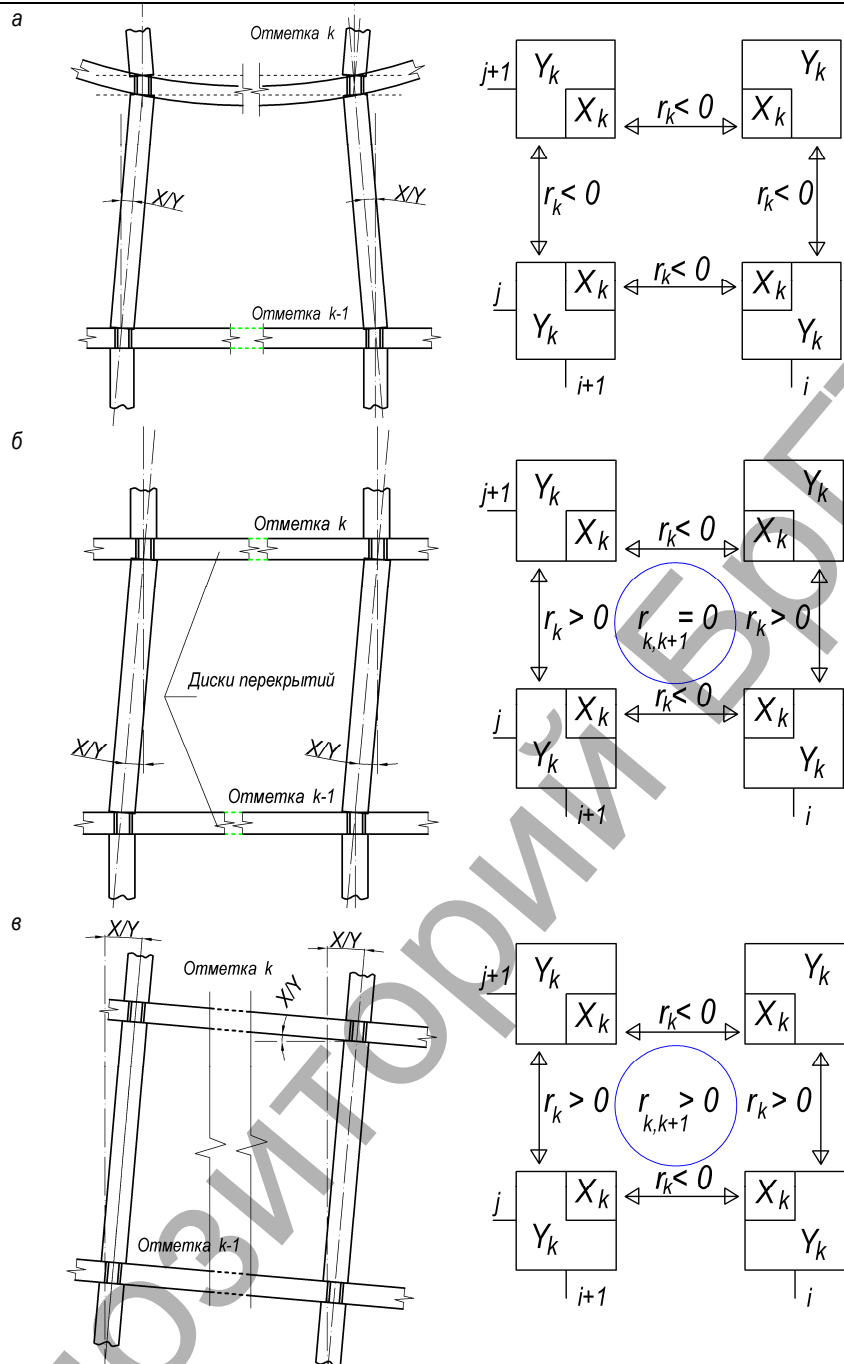 а
Отметка k
X/Y
X/Y
Отметка k-1
j+1
Y_k
Y_k
X_k
r_k < 0
X_k
r_k < 0
r_k < 0
X_k
r_k < 0
X_k
j
Y_k
Y_k
i+1
i
б
Отметка k
Диски перекрытий
X/Y
X/Y
Отметка k-1
j+1
Y_k
Y_k
X_k
r_k < 0
X_k
r_k > 0
r_{k,k+1} = 0
r_k > 0
X_k
r_k < 0
X_k
j
Y_k
Y_k
i+1
i
в
X/Y
X/Y
Отметка k
X/Y
Отметка k-1
j+1
Y_k
Y_k
X_k
r_k < 0
X_k
r_k > 0
r_{k,k+1} > 0
r_k > 0
X_k
r_k < 0
X_k
j
Y_k
Y_k
i+1
i